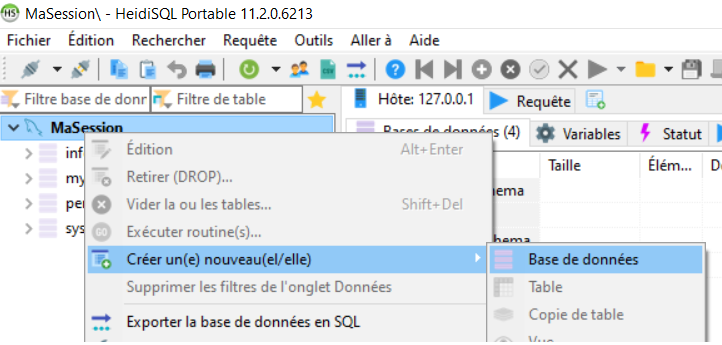 MaSession\ - HeidiSQL Portable 11.2.0.6213
Fichier Édition Rechercher Requête Outils Aller à Aide
Filtre base de donr Filtre de table
Hôte: 127.0.0.1 Requête
MaSession
Bases de données (4) Variables Statut
inf
my
per
sys
Taille Élém...
hema
hema
Édition Alt+Enter
Retirer (DROP)...
Vider la ou les tables... Shift+Del
Exécuter routine(s)...
Créer un(e) nouveau(el/elle)
Supprimer les filtres de l'onglet Données
Exporter la base de données en SQL
Base de données
Table
Copie de table